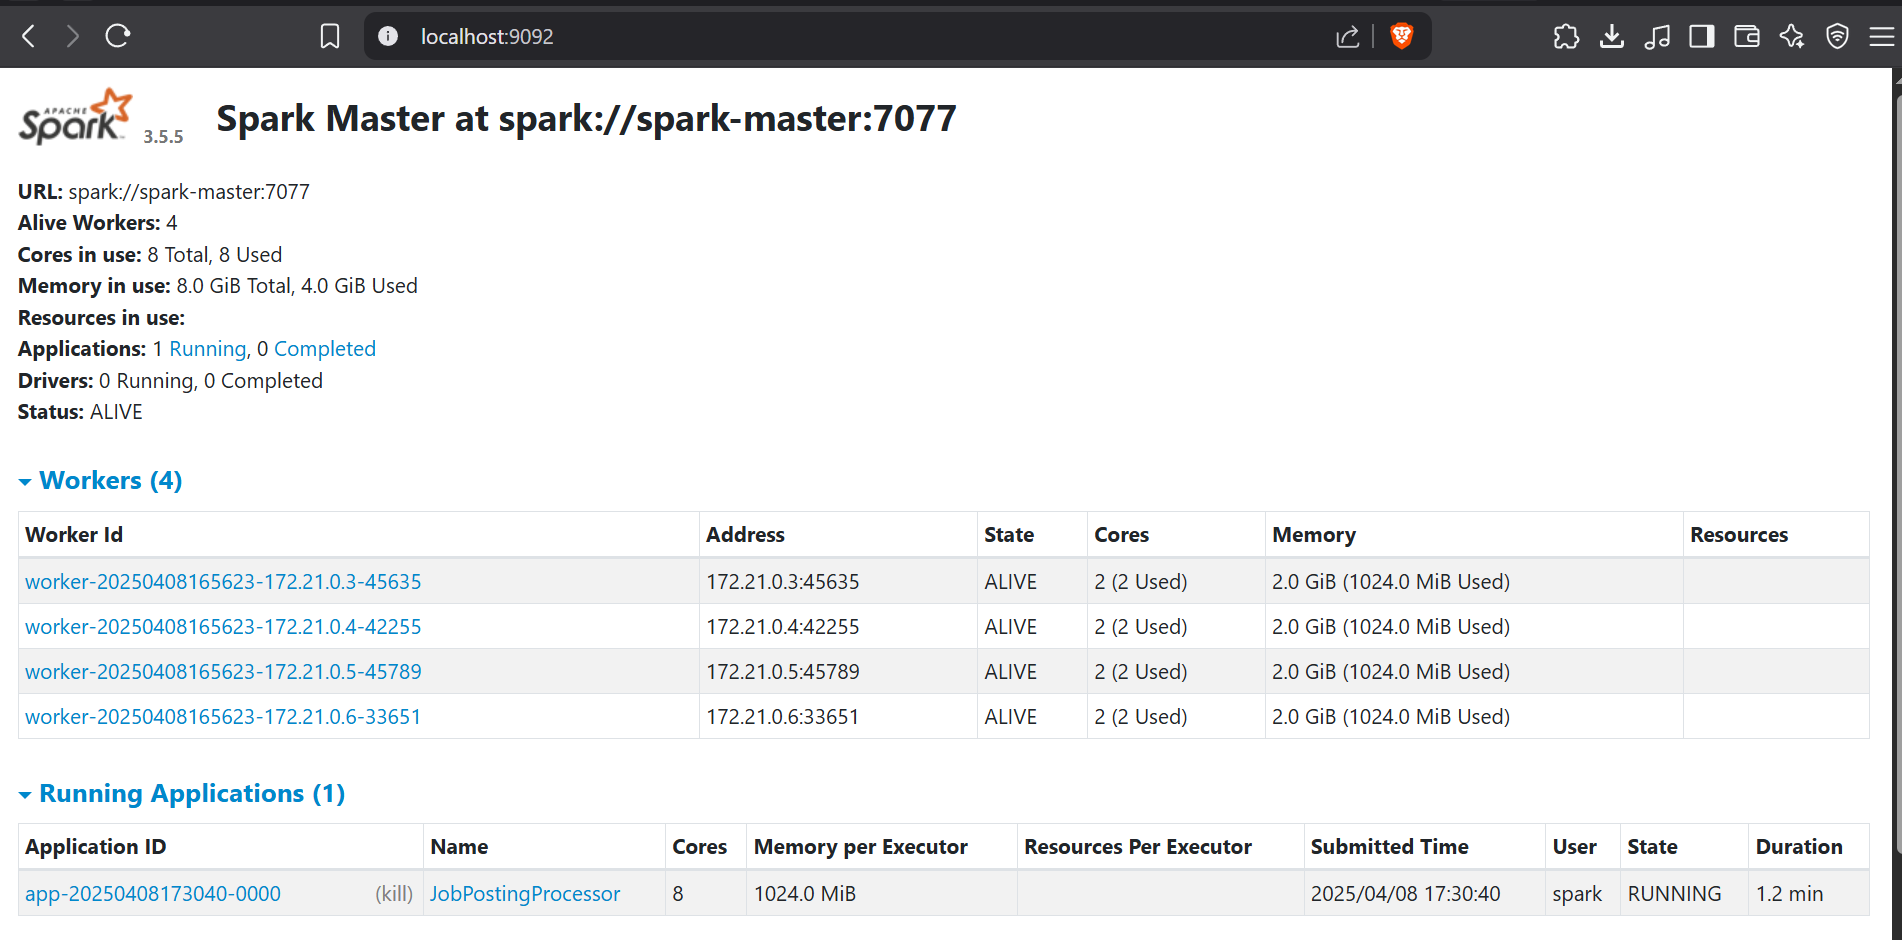 localhost:9092
APACHE
Spark 3.5.5 Spark Master at spark://spark-master:7077
URL: spark://spark-master:7077
Alive Workers: 4
Cores in use: 8 Total, 8 Used
Memory in use: 8.0 GiB Total, 4.0 GiB Used
Resources in use:
Applications: 1 Running, 0 Completed
Drivers: 0 Running, 0 Completed
Status: ALIVE
Workers (4)
Worker Id Address State Cores Memory Resources
worker-20250408165623-172.21.0.3-45635 172.21.0.3:45635 ALIVE 2 (2 Used) 2.0 GiB (1024.0 MiB Used)
worker-20250408165623-172.21.0.4-42255 172.21.0.4:42255 ALIVE 2 (2 Used) 2.0 GiB (1024.0 MiB Used)
worker-20250408165623-172.21.0.5-45789 172.21.0.5:45789 ALIVE 2 (2 Used) 2.0 GiB (1024.0 MiB Used)
worker-20250408165623-172.21.0.6-33651 172.21.0.6:33651 ALIVE 2 (2 Used) 2.0 GiB (1024.0 MiB Used)
Running Applications (1)
Application ID Name Cores Memory per Executor Resources Per Executor Submitted Time User State Duration
app-20250408173040-0000 (kill) JobPostingProcessor 8 1024.0 MiB 2025/04/08 17:30:40 spark RUNNING 1.2 min